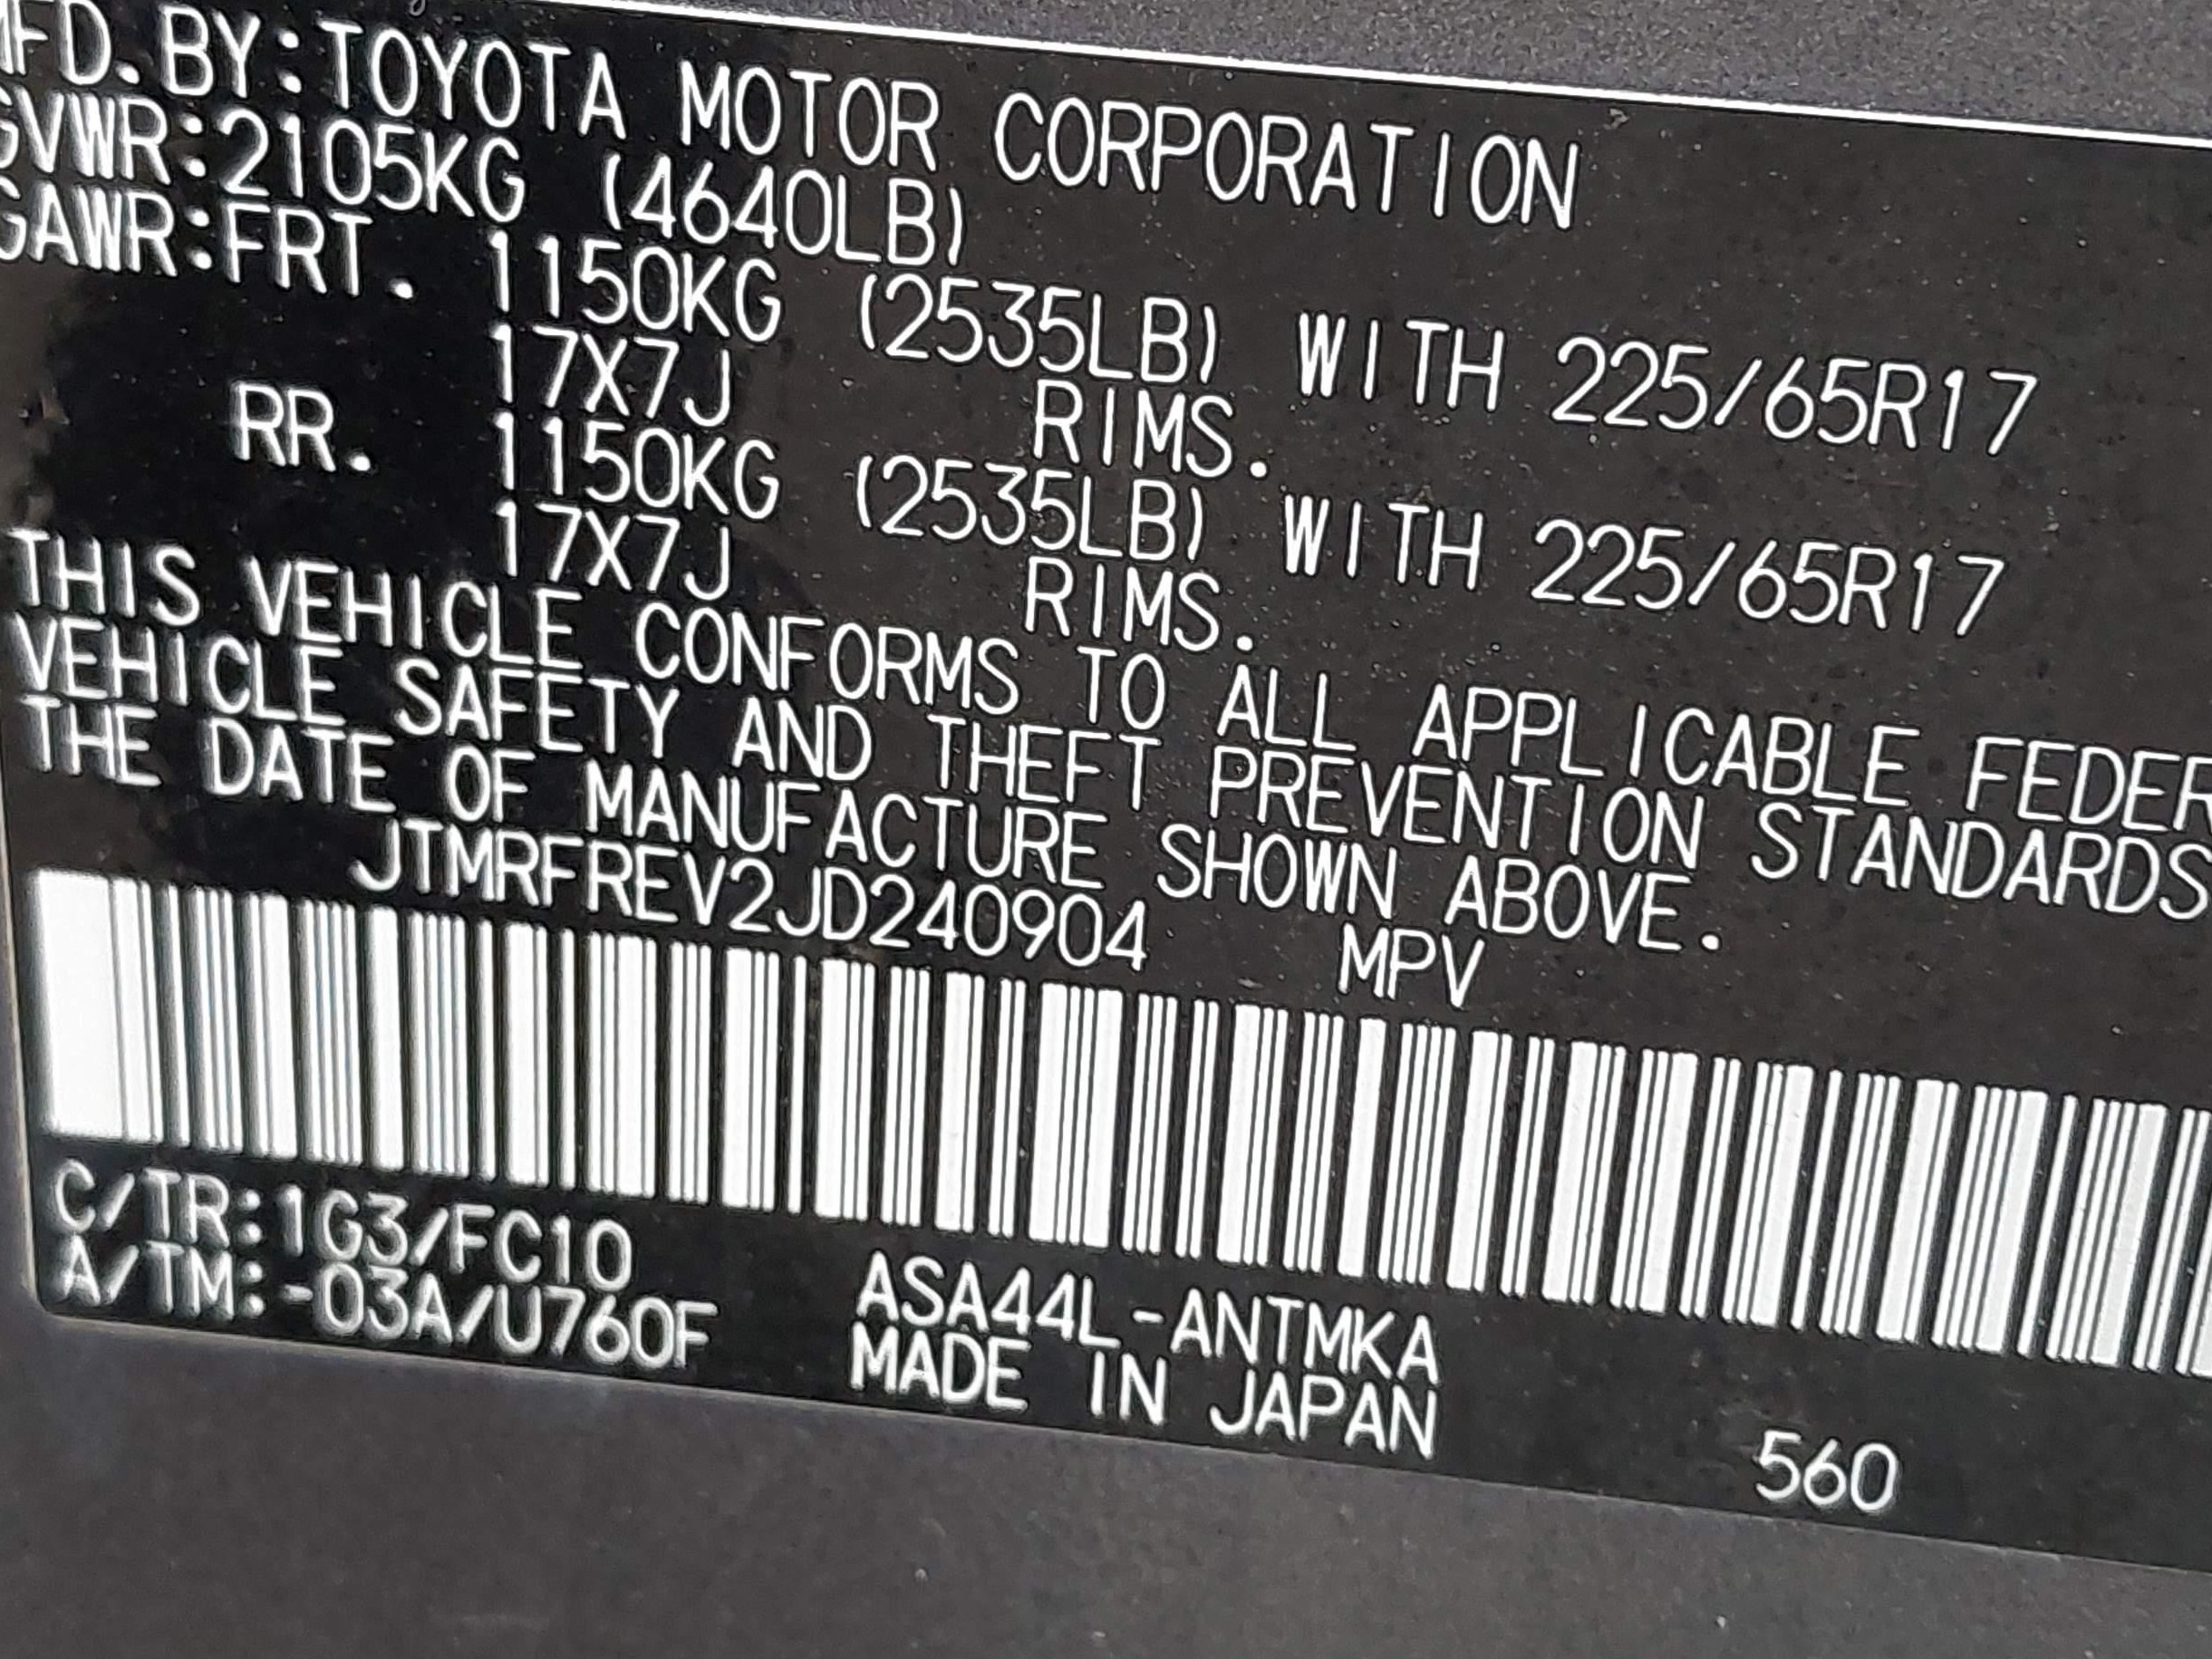 MFD.BY:TOYOTA MOTOR CORPORATION
GVWR:2105KG (4640LB)
GAWR:FRT. 1150KG (2535LB) WITH 225/65R17
17X7J RIMS.
RR. 1150KG (2535LB) WITH 225/65R17
17X7J RIMS.
THIS VEHICLE CONFORMS TO ALL APPLICABLE FEDER
VEHICLE SAFETY AND THEFT PREVENTION STANDARDS
THE DATE OF MANUFACTURE SHOWN ABOVE.
JTMRFREV2JD240904 MPV
C/TR:1G3/FC10
A/TM:-03A/U760F
ASA44L-ANTMKA
MADE IN JAPAN
560